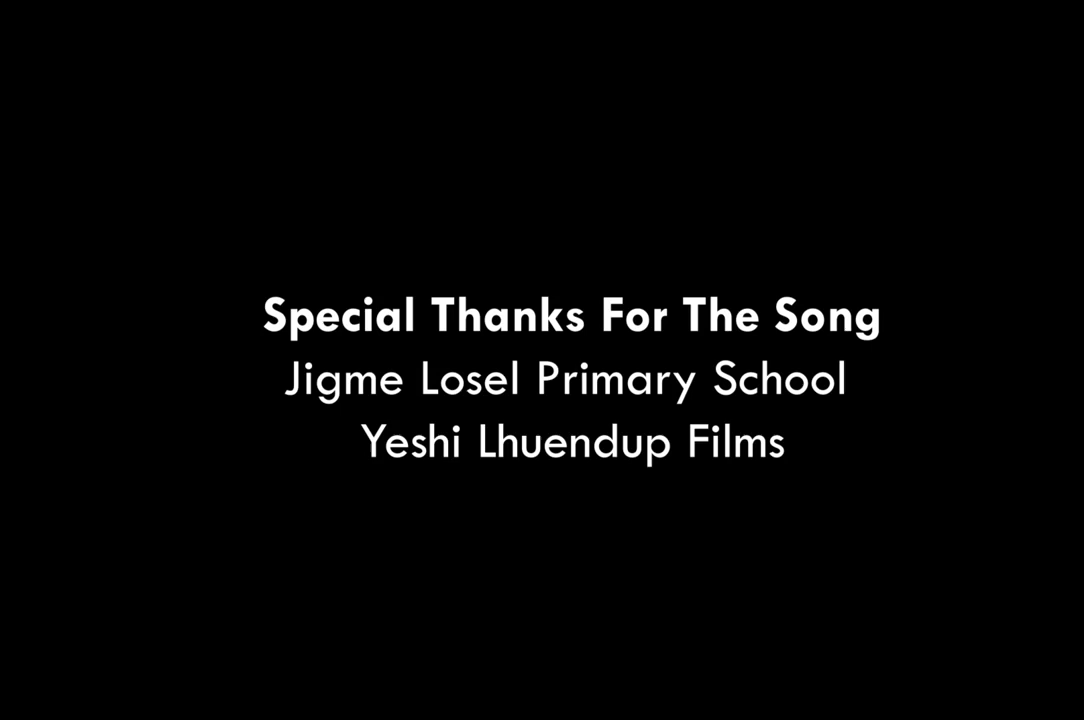 Special Thanks For The Song
Jigme Losel Primary School
Yeshi Lhuendup Films